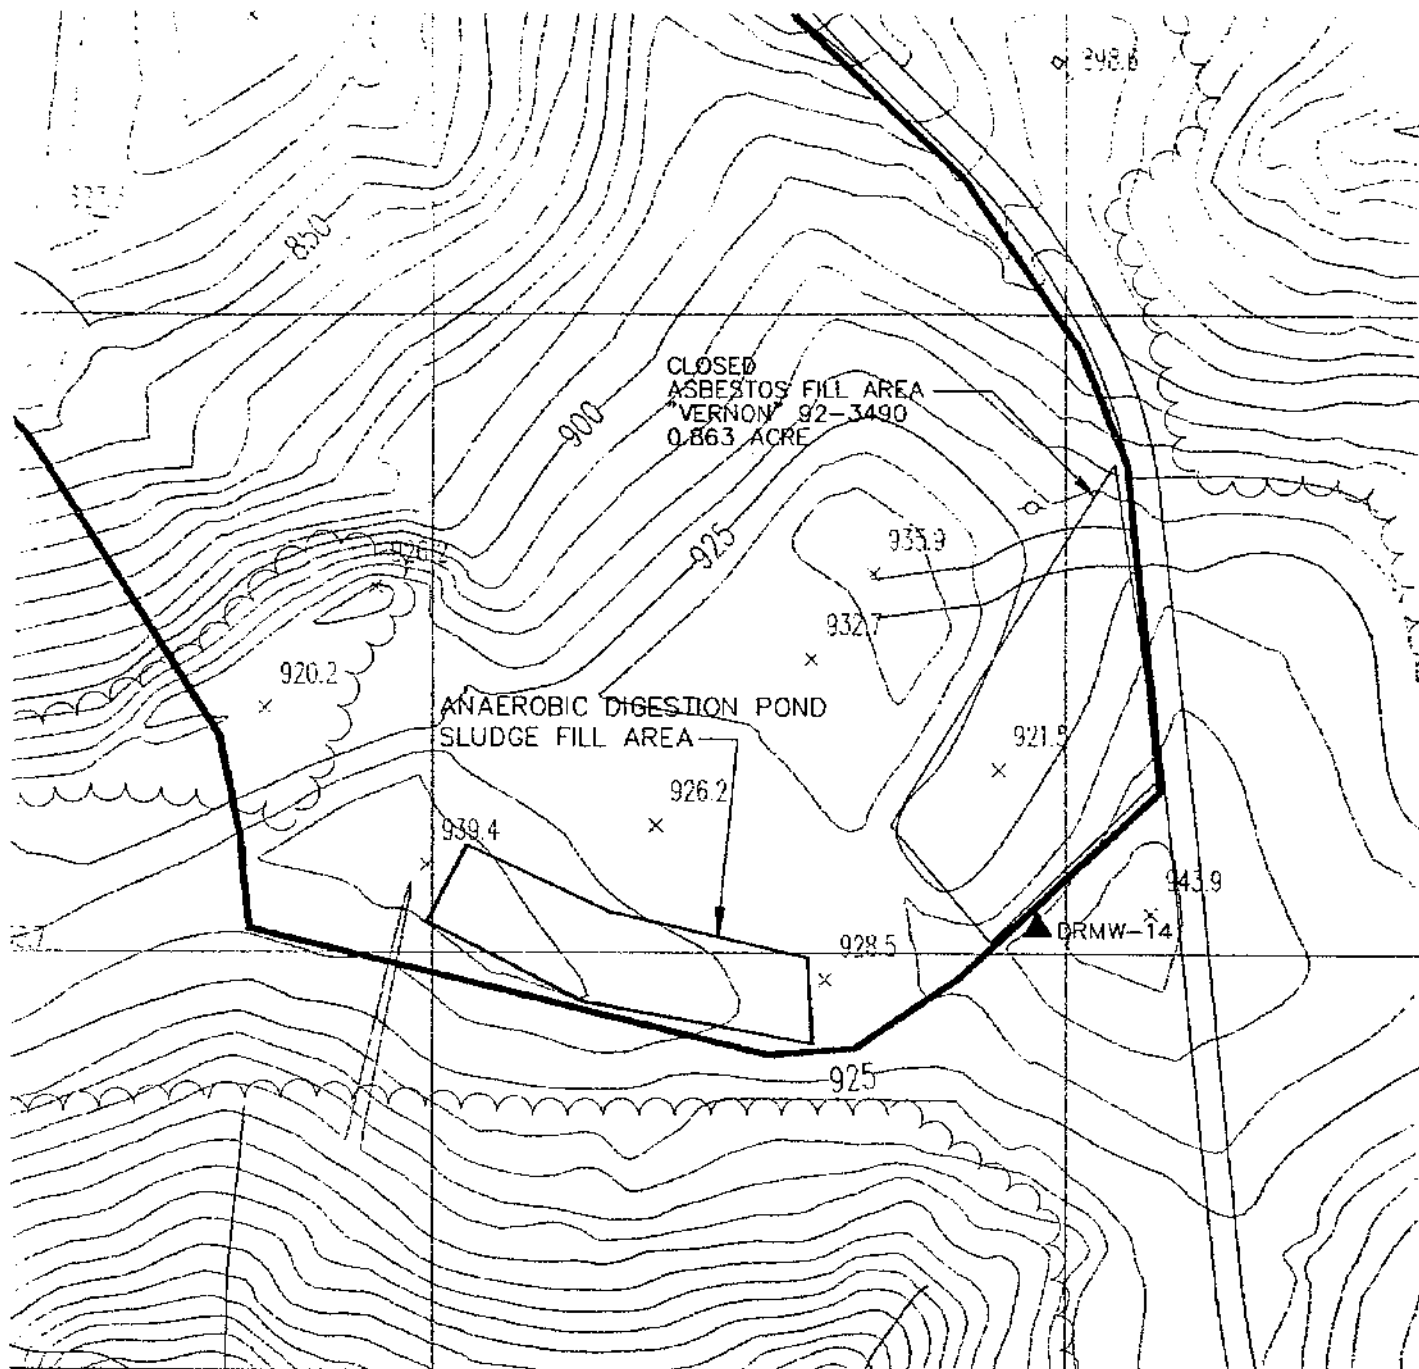 850
CLOSED
ASBESTOS FILL AREA
"VERNON" 92-3490
0.863 ACRE
900
925
935.9
932.7
920.2
ANAEROBIC DIGESTION POND
SLUDGE FILL AREA
921.5
926.2
939.4
943.9
DRMW-14
928.5
925